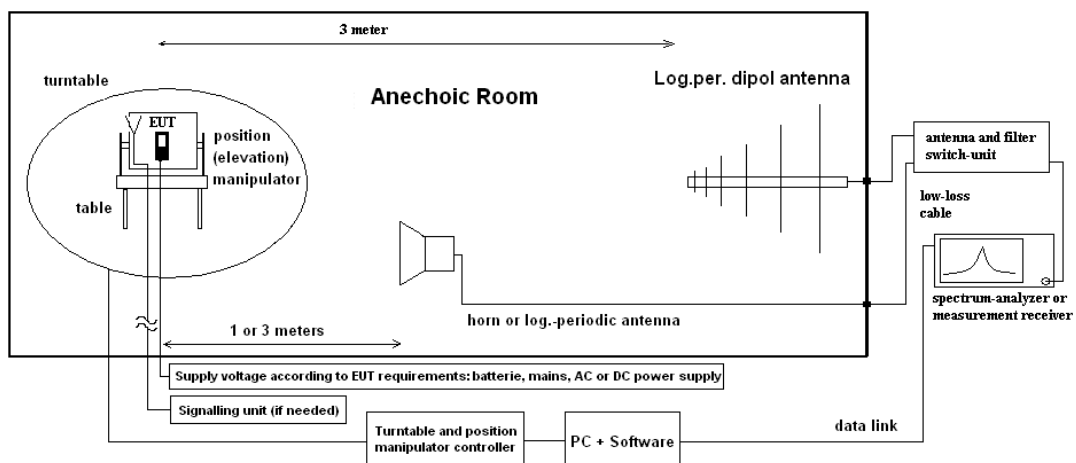 3 meter
turntable
Log.per. dipol antenna
Anechoic Room
EUT
position
(elevation)
manipulator
table
antenna and filter
switch-unit
low-loss
cable
spectrum-analyzer or
measurement receiver
horn or log.-periodic antenna
1 or 3 meters
Supply voltage according to EUT requirements: batterie, mains, AC or DC power supply
Signalling unit (if needed)
Turntable and position
manipulator controller
PC + Software
data link